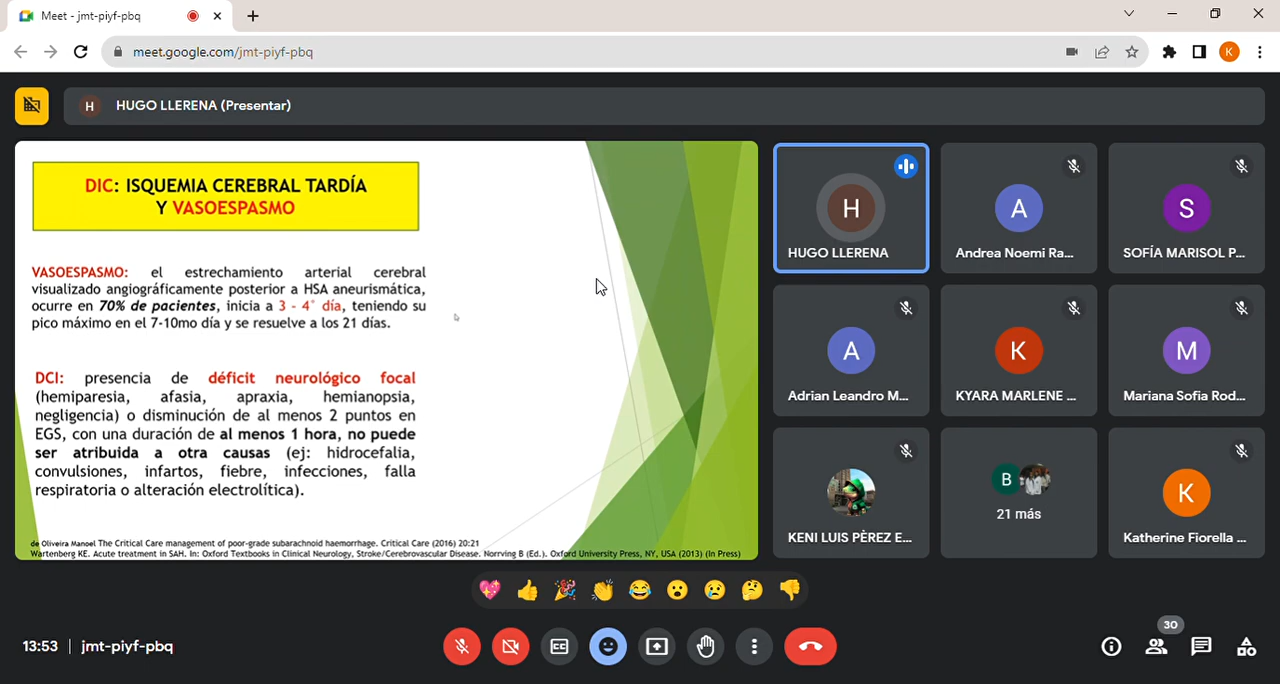 Meet - jmt-piyf-pbq
meet.google.com/jmt-piyf-pbq
K
H
HUGO LLERENA (Presentar)
DIC: ISQUEMIA CEREBRAL TARDÍA
Y VASOESPASMO
VASOESPASMO: el estrechamiento arterial cerebral
visualizado angiográficamente posterior a HSA aneurismática,
ocurre en 70% de pacientes, inicia a 3 - 4° día, teniendo su
pico máximo en el 7-10mo día y se resuelve a los 21 días.
DCI: presencia de déficit neurológico focal
(hemiparesia, afasia, apraxia, hemianopsia,
negligencia) o disminución de al menos 2 puntos en
EGS, con una duración de al menos 1 hora, no puede
ser atribuida a otra causas (ej: hidrocefalia,
convulsiones, infartos, fiebre, infecciones, falla
respiratoria o alteración electrolítica).
de Oliveira Manoel The Critical Care management of poor-grade subarachnoid haemorrhage. Critical Care (2016) 20:21
Wartenberg KE. Acute treatment in SAH. In: Oxford Textbooks in Clinical Neurology, Stroke/Cerebrovascular Disease. Norrving B (Ed.). Oxford University Press, NY, USA (2013) (In Press)
H
HUGO LLERENA
A
Andrea Noemi Ra...
S
SOFÍA MARISOL P...
A
Adrian Leandro M...
K
KYARA MARLENE ...
M
Mariana Sofia Rod...
KENI LUIS PÈREZ E...
B
21 más
K
Katherine Fiorella ...
13:53 | jmt-piyf-pbq
CC
30